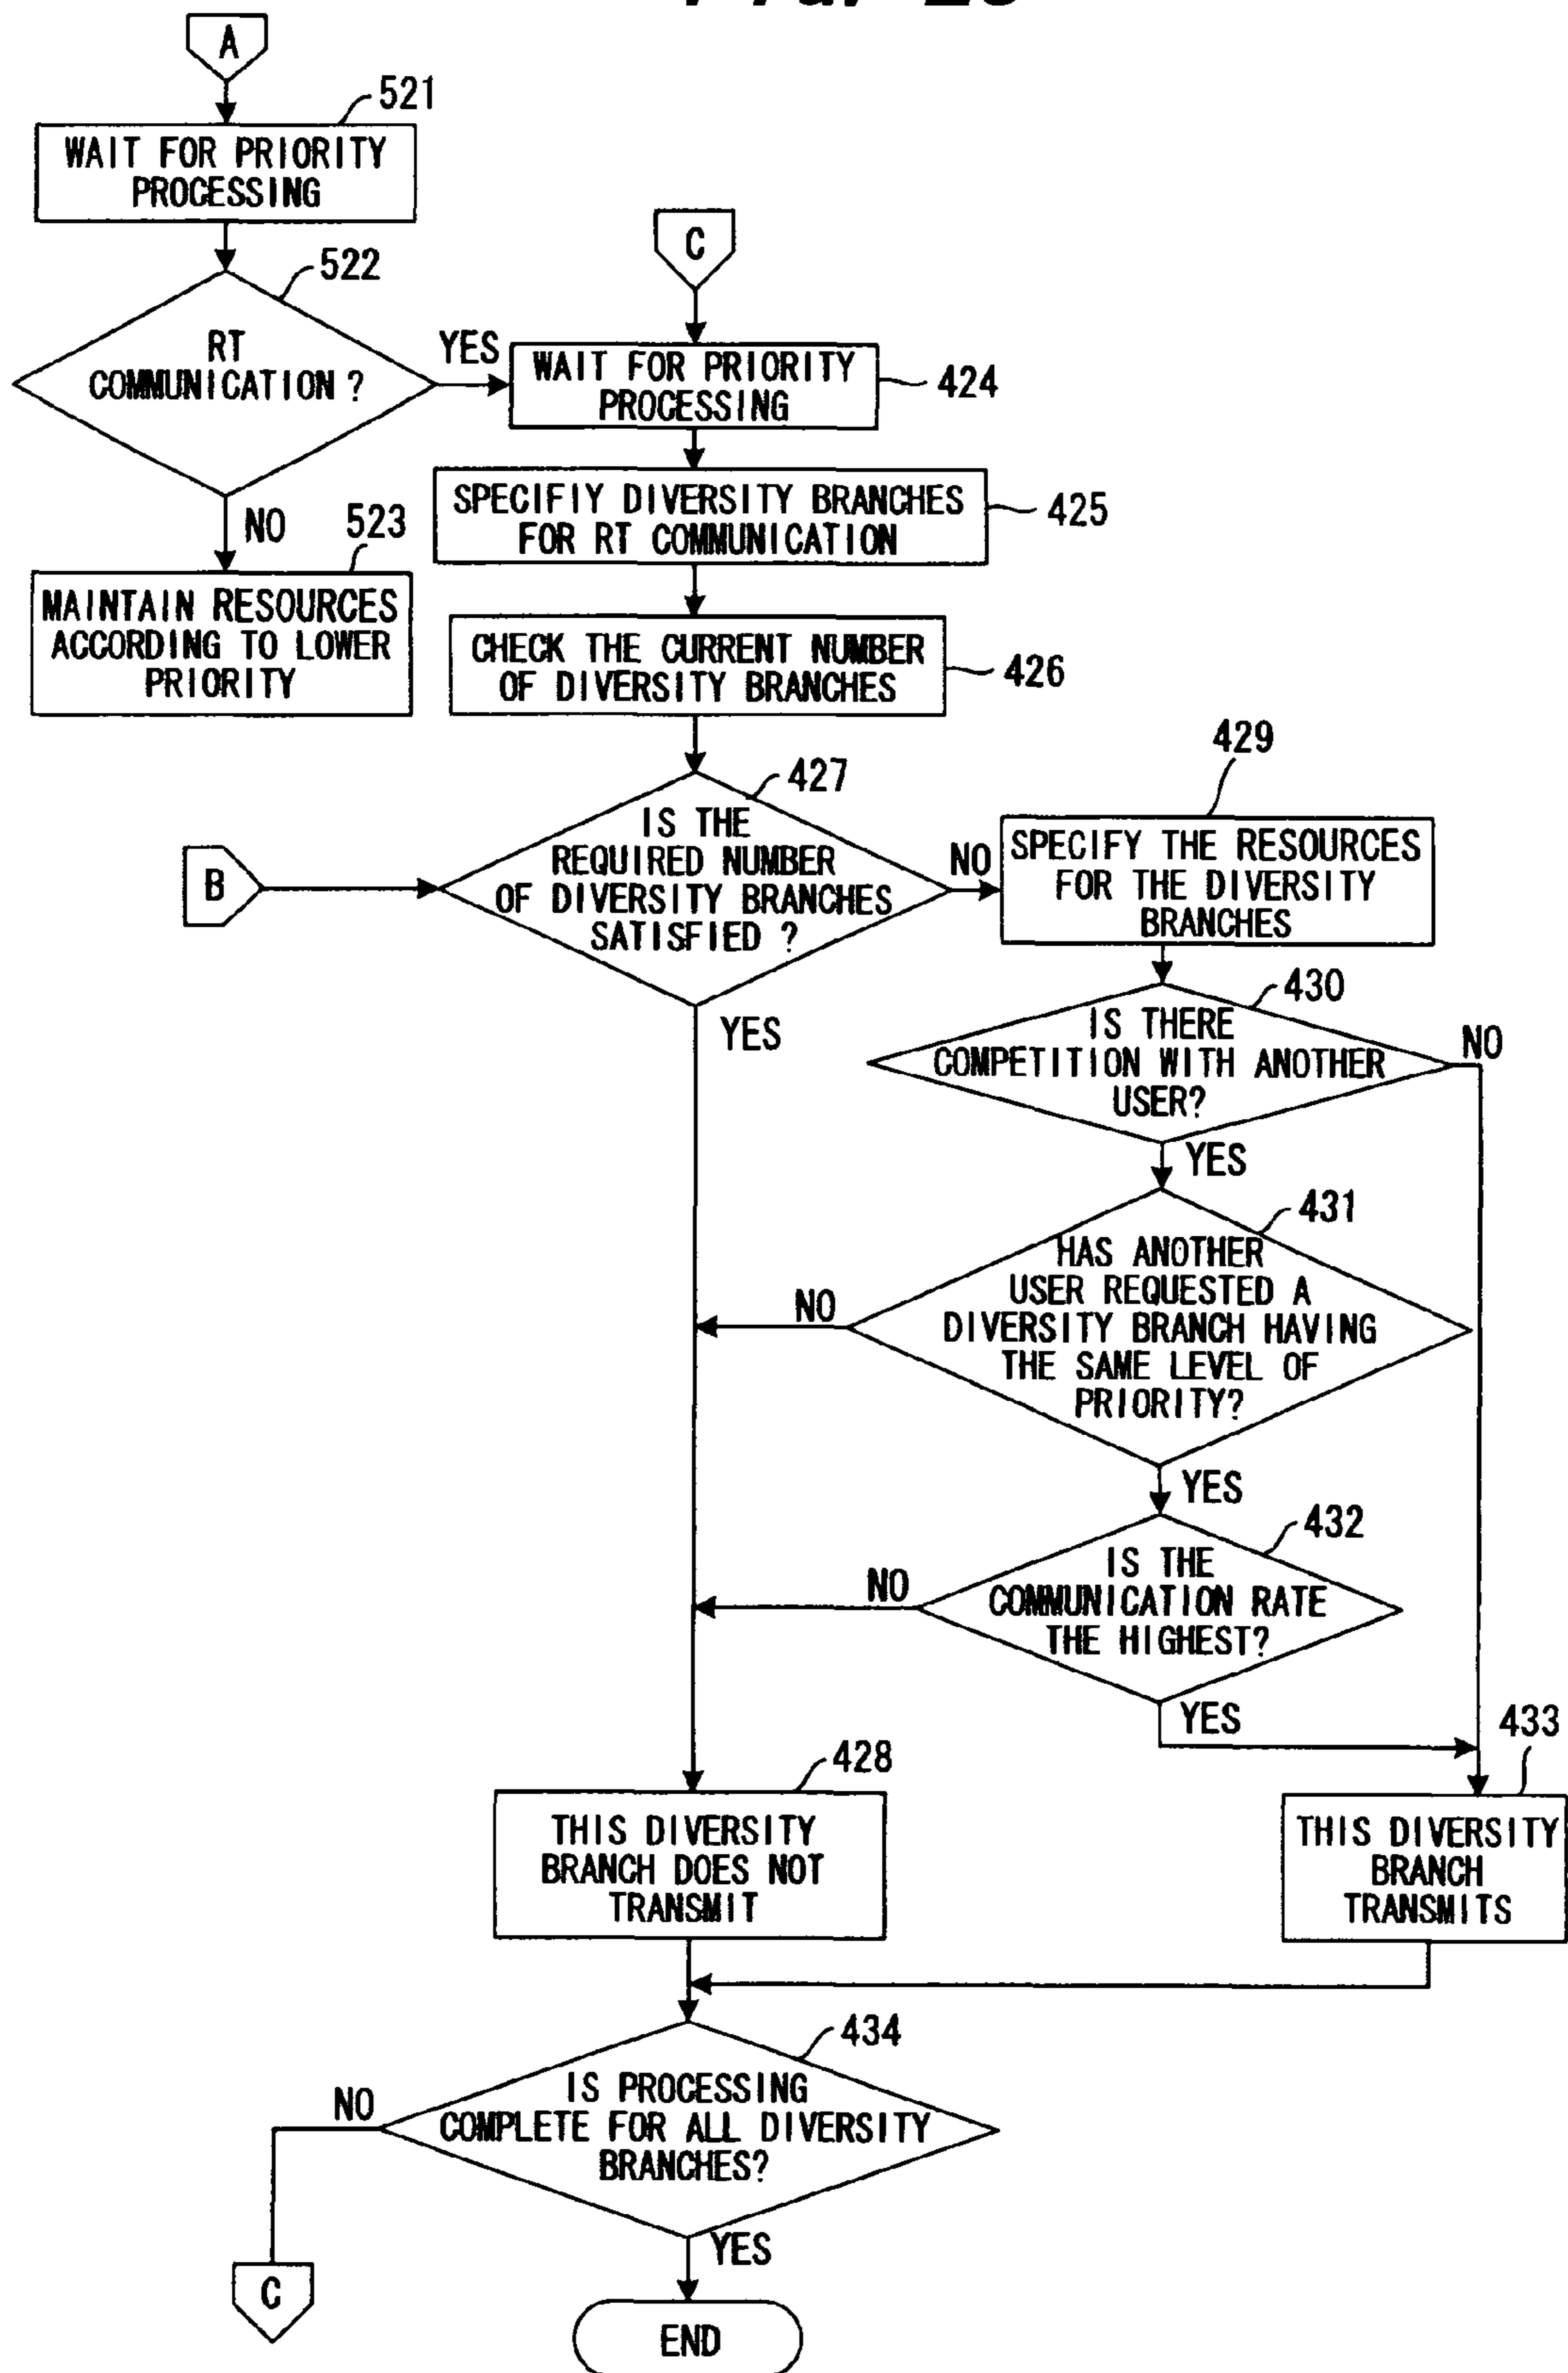 A
521
WAIT FOR PRIORITY
PROCESSING
522
RT
COMMUNICATION ?
YES
NO
523
MAINTAIN RESOURCES
ACCORDING TO LOWER
PRIORITY
C
WAIT FOR PRIORITY
PROCESSING
424
SPECIFIY DIVERSITY BRANCHES
FOR RT COMMUNICATION
425
CHECK THE CURRENT NUMBER
OF DIVERSITY BRANCHES
426
B
427
IS THE
REQUIRED NUMBER
OF DIVERSITY BRANCHES
SATISFIED ?
NO
YES
429
SPECIFY THE RESOURCES
FOR THE DIVERSITY
BRANCHES
430
IS THERE
COMPETITION WITH ANOTHER
USER?
NO
YES
431
HAS ANOTHER
USER REQUESTED A
DIVERSITY BRANCH HAVING
THE SAME LEVEL OF
PRIORITY?
NO
YES
432
IS THE
COMMUNICATION RATE
THE HIGHEST?
NO
YES
428
THIS DIVERSITY
BRANCH DOES NOT
TRANSMIT
433
THIS DIVERSITY
BRANCH
TRANSMITS
434
IS PROCESSING
COMPLETE FOR ALL DIVERSITY
BRANCHES?
NO
YES
C
END